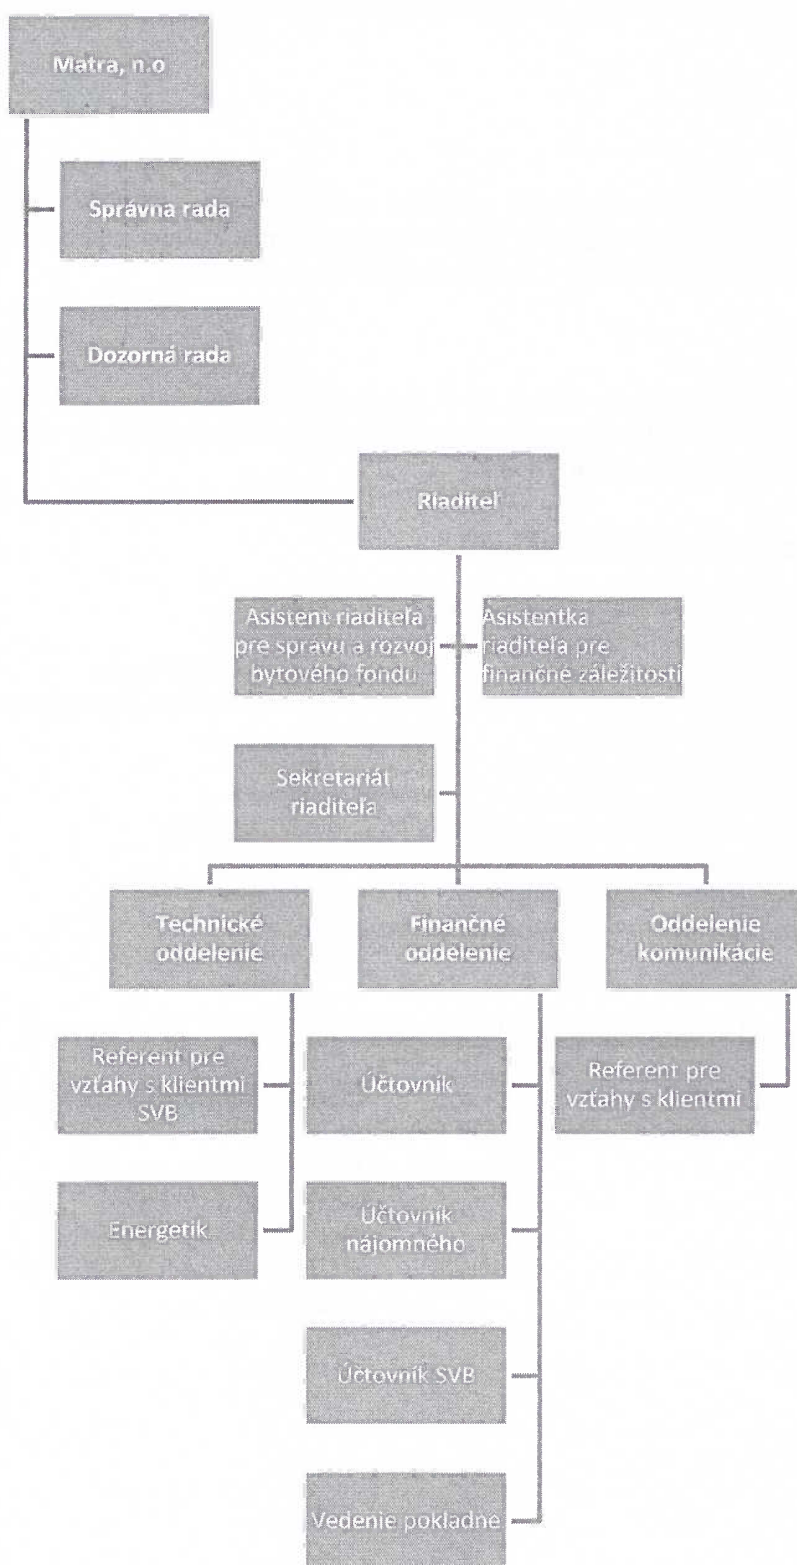 Matra, n.o
Správna rada
Dozorná rada
Riaditeľ
Asistent riaditeľa
pre správu a rozvoj
bytového fondu
Asistentka
riaditeľa pre
finančné záležitosti
Sekretariát
riaditeľa
Technické
oddelenie
Finančné
oddelenie
Oddelenie
komunikácie
Referent pre
vzťahy s klientmi
SVB
Účtovník
Referent pre
vzťahy s klientmi
Energetik
Účtovník
nájomného
Účtovník SVB
Vedenie pokladne